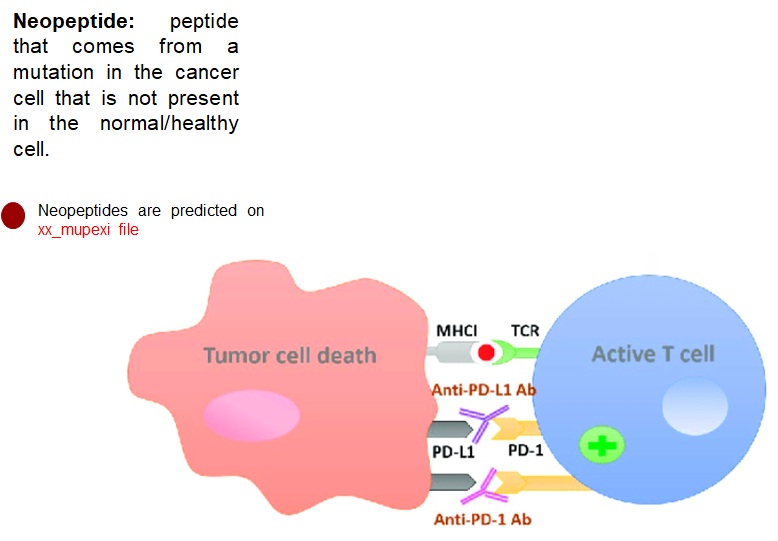 Neopeptide: peptide
that comes from a
mutation in the cancer
cell that is not present
in the normal/healthy
cell.
Neopeptides are predicted on
xx_mupexi file
MHCI TCR
Tumor cell death
Active T cell
Anti-PD-L1 Ab
PD-L1 PD-1
Anti-PD-1 Ab